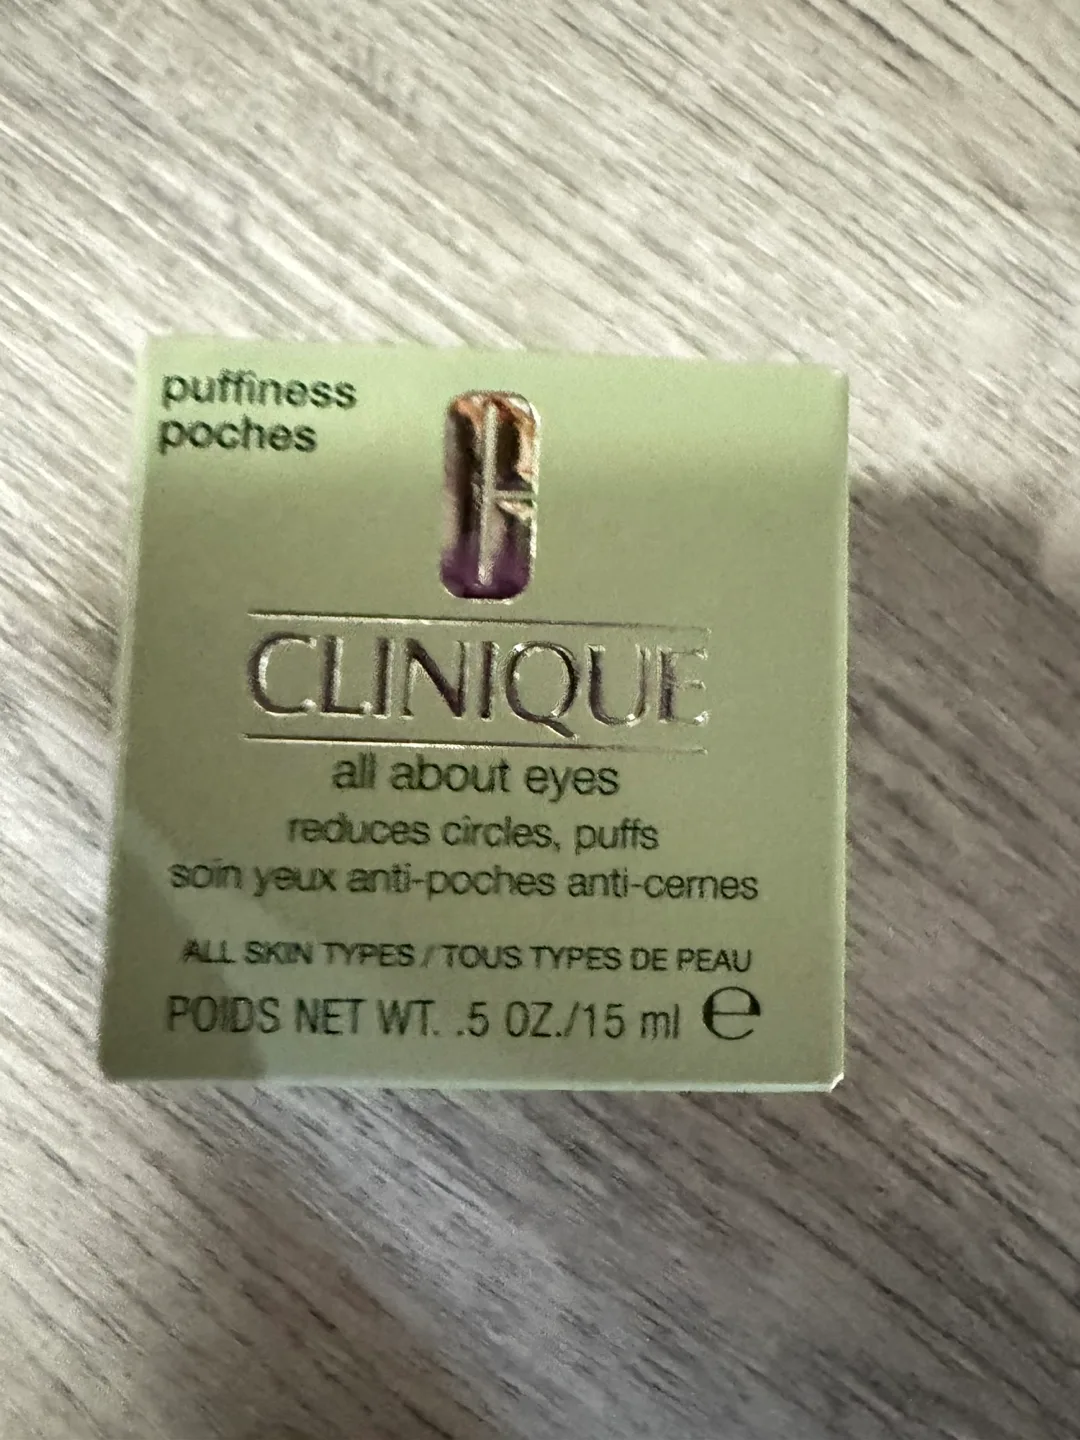 puffiness
poches
CLINIQUE
all about eyes
reduces circles, puffs
soin yeux anti-poches anti-cernes
ALL SKIN TYPES / TOUS TYPES DE PEAU
POIDS NET WT. .5 OZ./15 ml ℮